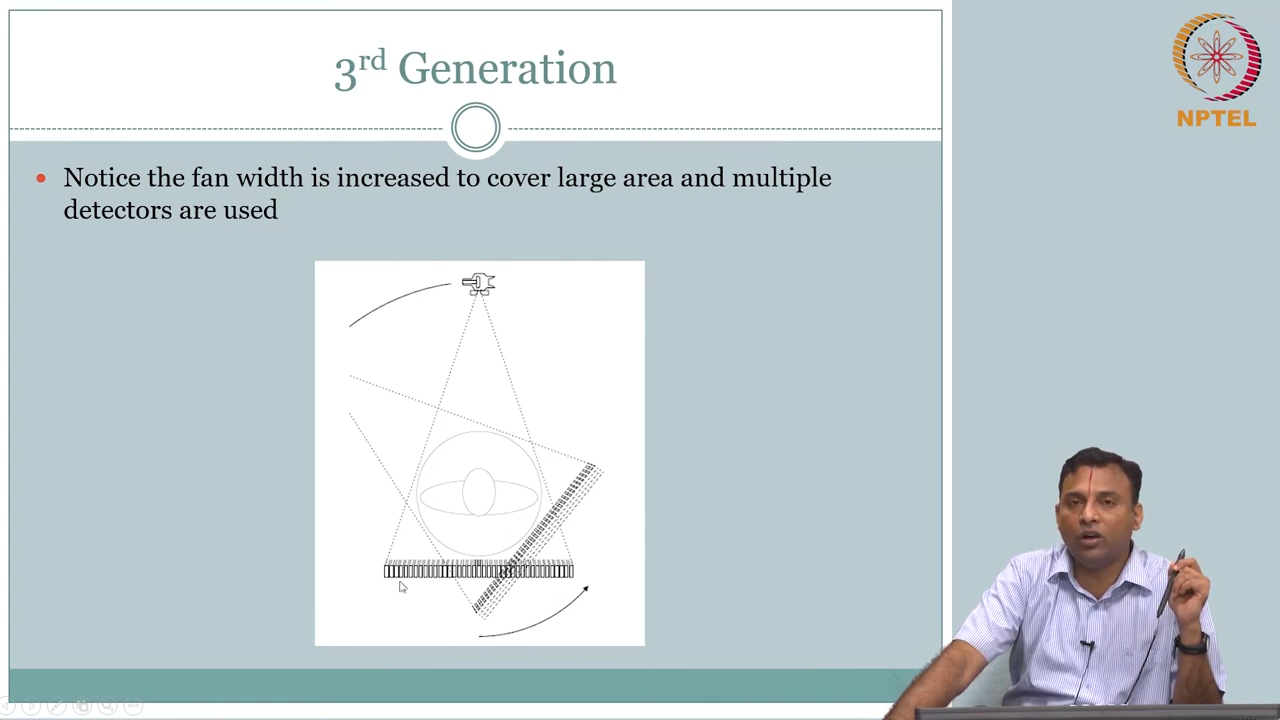 3rd Generation
NPTEL
Notice the fan width is increased to cover large area and multiple
detectors are used